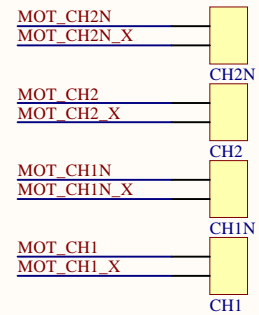 MOT_CH2N
MOT_CH2N_X
CH2N
MOT_CH2
MOT_CH2_X
CH2
MOT_CH1N
MOT_CH1N_X
CH1N
MOT_CH1
MOT_CH1_X
CH1